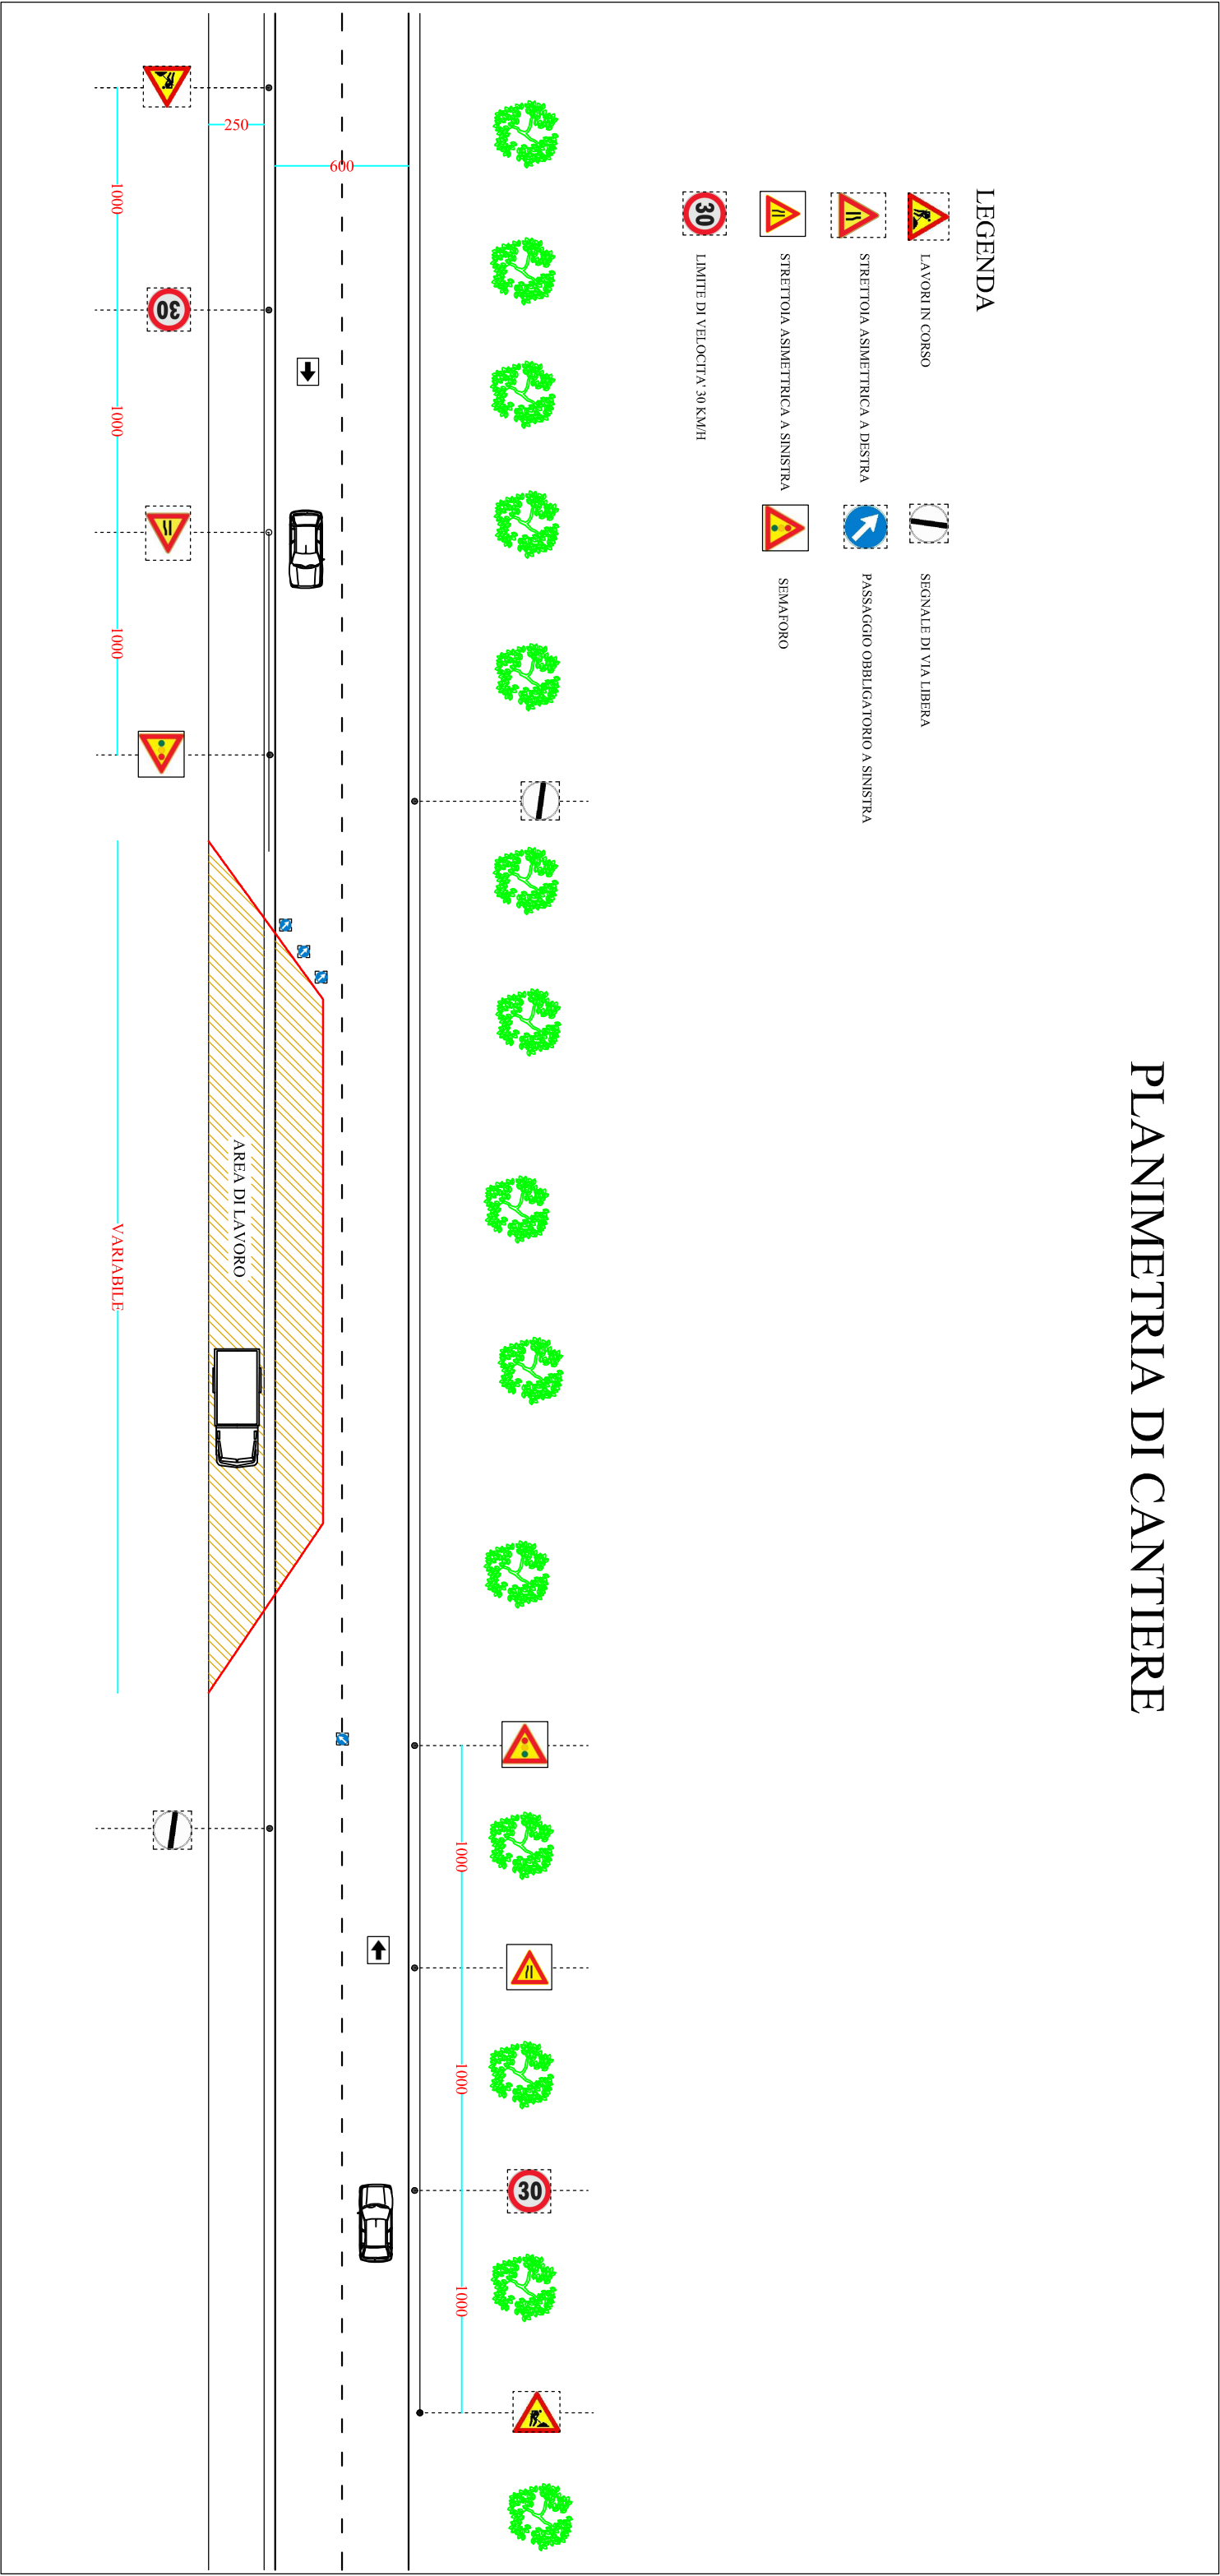 PLANIMETRIA DI CANTIERE
LEGENDA
LAVORI IN CORSO
SEGNALE DI VIA LIBERA
STRETTOIA ASIMETTRICA A DESTRA
PASSAGGIO OBBLIGATORIO A SINISTRA
STRETTOIA ASIMETTRICA A SINISTRA
SEMAFORO
30
LIMITE DI VELOCITA' 30 KM/H
30
1000
1000
1000
600
250
AREA DI LAVORO
30
1000
1000
1000
VARIABILE